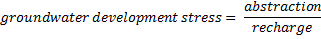 groundwater development stress = abstraction / recharge